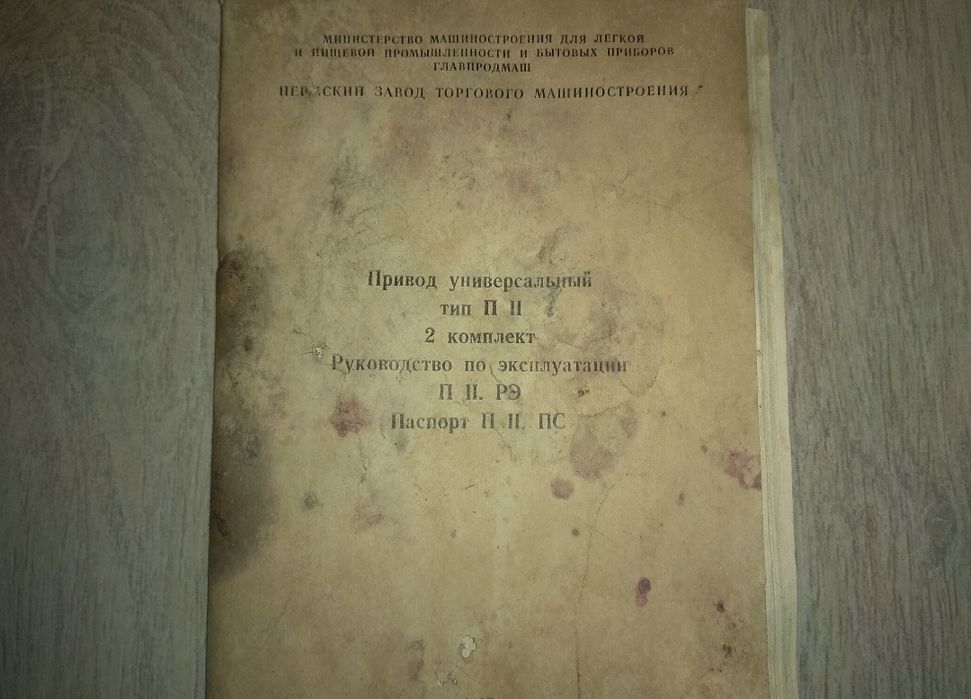 МИНИСТЕРСТВО МАШИНОСТРОЕНИЯ ДЛЯ ЛЕГКОЙ
И ПИЩЕВОЙ ПРОМЫШЛЕННОСТИ И БЫТОВЫХ ПРИБОРОВ
ГЛАВПРОДМАШ
ПЕРМСКИЙ ЗАВОД ТОРГОВОГО МАШИНОСТРОЕНИЯ
Привод универсальный
тип П II
2 комплект
Руководство по эксплуатации
П II. РЭ
Паспорт П II. ПС